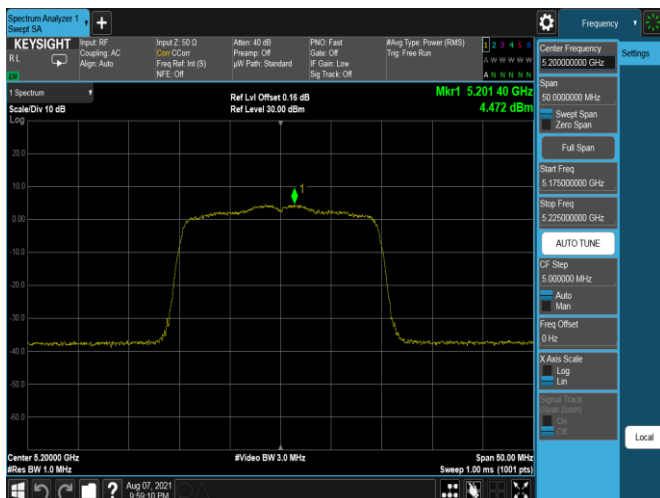 Spectrum Analyzer 1
Swept SA
+
Frequency
KEYSIGHT
R L
LU
Input: RF
Coupling: AC
Align: Auto
Input Z: 50 Ω
Corr CCorr
Freq Ref: Int (S)
NFE: Off
Atten: 40 dB
Preamp: Off
µW Path: Standard
PNO: Fast
Gate: Off
IF Gain: Low
Sig Track: Off
#Avg Type: Power (RMS)
Trig: Free Run
1 2 3 4 5 6
A W W W W W
A N N N N N
1 Spectrum
Scale/Div 10 dB
Log
Ref Lvl Offset 0.16 dB
Ref Level 30.00 dBm
Mkr1 5.201 40 GHz
4.472 dBm
20.0
10.0
0.00
-10.0
-20.0
-30.0
-40.0
-50.0
-60.0
1
Center 5.20000 GHz
#Res BW 1.0 MHz
#Video BW 3.0 MHz
Span 50.00 MHz
Sweep 1.00 ms (1001 pts)
?
Aug 07, 2021
9:59:10 PM
Center Frequency
5.200000000 GHz
Span
50.0000000 MHz
Swept Span
Zero Span
Full Span
Start Freq
5.175000000 GHz
Stop Freq
5.225000000 GHz
AUTO TUNE
CF Step
5.000000 MHz
Auto
Man
Freq Offset
0 Hz
X Axis Scale
Log
Lin
Signal Track
(Span Zoom)
On
Off
Settings
Local